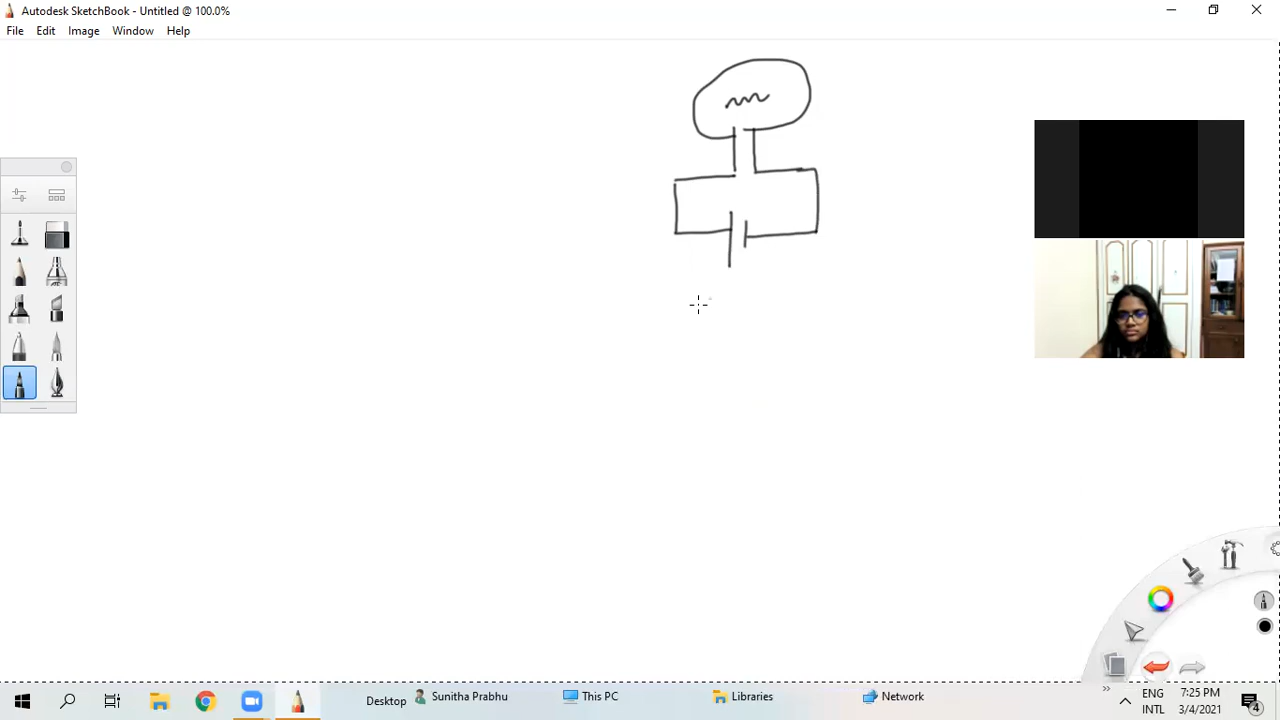 Autodesk SketchBook - Untitled @ 100.0%
File Edit Image Window Help
Desktop
Sunitha Prabhu
This PC
Libraries
Network
ENG
INTL
7:25 PM
3/4/2021
4